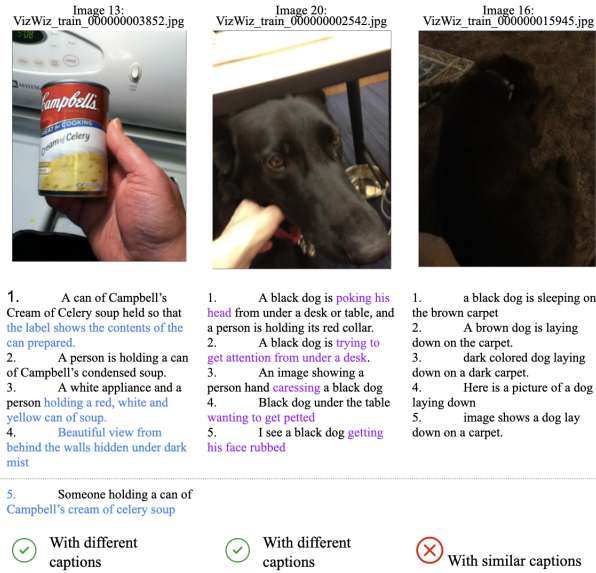 Image 13:
VizWiz_train_000000003852.jpg
Image 20:
VizWiz_train_000000002542.jpg
Image 16:
VizWiz_train_000000015945.jpg
5:08
MAYTAG
Campbell's
GREAT for COOKING
Cream of Celery
1. A can of Campbell's
Cream of Celery soup held so that
the label shows the contents of the
can prepared.
2. A person is holding a can
of Campbell's condensed soup.
3. A white appliance and a
person holding a red, white and
yellow can of soup.
4. Beautiful view from
behind the walls hidden under dark
mist
5. Someone holding a can of
Campbell's cream of celery soup
With different
captions
1. A black dog is poking his
head from under a desk or table, and
a person is holding its red collar.
2. A black dog is trying to
get attention from under a desk.
3. An image showing a
person hand caressing a black dog
4. Black dog under the table
wanting to get petted
5. I see a black dog getting
his face rubbed
With different
captions
1. a black dog is sleeping on
the brown carpet
2. A brown dog is laying
down on the carpet.
3. dark colored dog laying
down on a dark carpet.
4. Here is a picture of a dog
laying down
5. image shows a dog lay
down on a carpet.
With similar captions